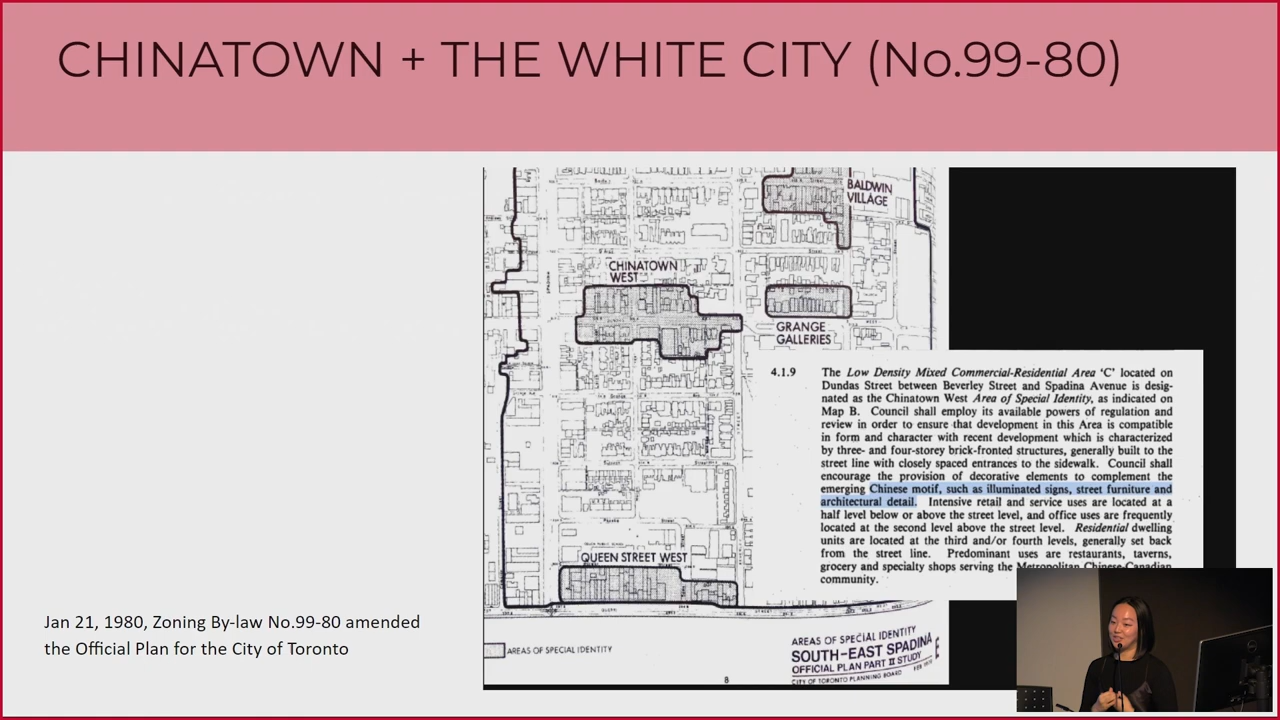 CHINATOWN + THE WHITE CITY (No.99-80)
BALDWIN
VILLAGE
CHINATOWN
WEST
GRANGE
GALLERIES
4.1.9 The Low Density Mixed Commercial-Residential Area 'C' located on
Dundas Street between Beverley Street and Spadina Avenue is desig-
nated as the Chinatown West Area of Special Identity, as indicated on
Map B. Council shall employ its available powers of regulation and
review in order to ensure that development in this Area is compatible
in form and character with recent development which is characterized
by three- and four-storey brick-fronted structures, generally built to the
street line with closely spaced entrances to the sidewalk. Council shall
encourage the provision of decorative elements to complement the
emerging Chinese motif, such as illuminated signs, street furniture and
architectural detail. Intensive retail and service uses are located at a
half level below or above the street level, and office uses are frequently
located at the second level above the street level. Residential dwelling
units are located at the third and/or fourth levels, generally set back
from the street line. Predominant uses are restaurants, taverns,
grocery and specialty shops serving the Metropolitan Chinese-Canadian
community.
QUEEN STREET WEST
Jan 21, 1980, Zoning By-law No.99-80 amended
the Official Plan for the City of Toronto
AREAS OF SPECIAL IDENTITY
AREAS OF SPECIAL IDENTITY
SOUTH-EAST SPADINA
OFFICIAL PLAN PART II STUDY
CITY OF TORONTO PLANNING BOARD
8